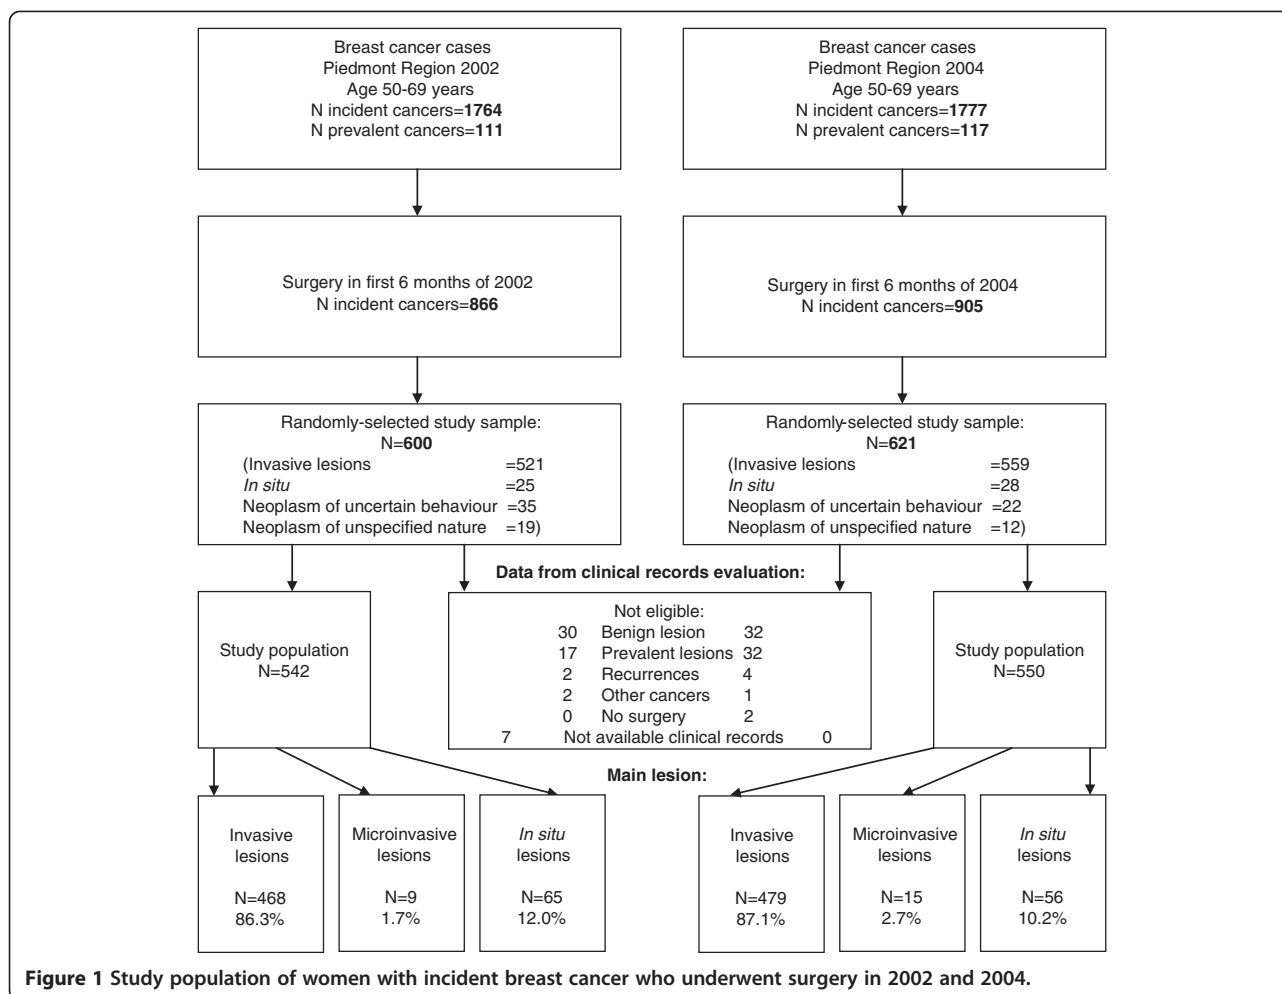 Breast cancer cases
Piedmont Region 2002
Age 50-69 years
N incident cancers=1764
N prevalent cancers=111
Breast cancer cases
Piedmont Region 2004
Age 50-69 years
N incident cancers=1777
N prevalent cancers=117
Surgery in first 6 months of 2002
N incident cancers=866
Surgery in first 6 months of 2004
N incident cancers=905
Randomly-selected study sample:
N=600
(Invasive lesions =521
In situ =25
Neoplasm of uncertain behaviour =35
Neoplasm of unspecified nature =19)
Randomly-selected study sample:
N=621
(Invasive lesions =559
In situ =28
Neoplasm of uncertain behaviour =22
Neoplasm of unspecified nature =12)
Data from clinical records evaluation:
Study population
N=542
Not eligible:
30 Benign lesion 32
17 Prevalent lesions 32
2 Recurrences 4
2 Other cancers 1
0 No surgery 2
7 Not available clinical records 0
Study population
N=550
Main lesion:
Invasive
lesions
N=468
86.3%
Microinvasive
lesions
N=9
1.7%
In situ
lesions
N=65
12.0%
Invasive
lesions
N=479
87.1%
Microinvasive
lesions
N=15
2.7%
In situ
lesions
N=56
10.2%
Figure 1 Study population of women with incident breast cancer who underwent surgery in 2002 and 2004.